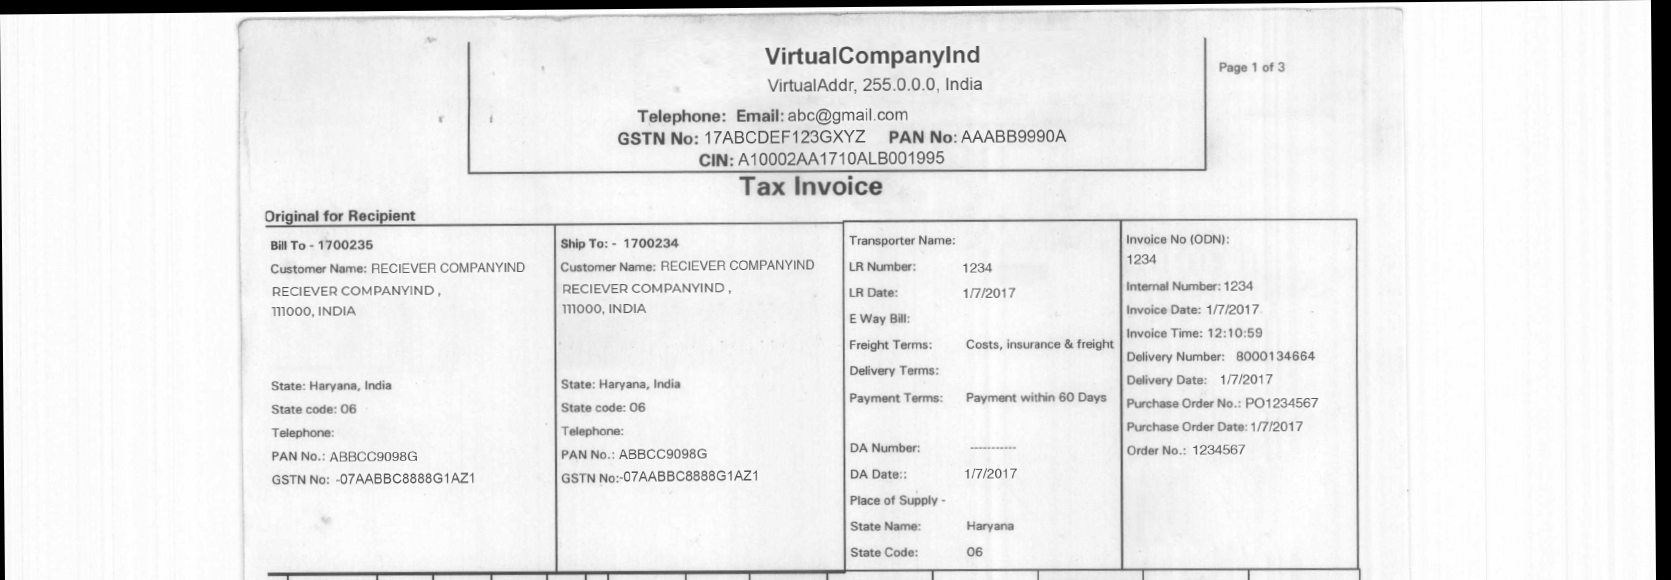 VirtualCompanyInd
Page 1 of 3
VirtualAddr, 255.0.0.0, India
Telephone: Email: abc@gmail.com
GSTN No: 17ABCDEF123GXYZ PAN No: AAABB9990A
CIN: A10002AA1710ALB001995
Tax Invoice
Original for Recipient
Bill To - 1700235
Customer Name: RECIEVER COMPANYIND
RECIEVER COMPANYIND ,
111000, INDIA
State: Haryana, India
State code: 06
Telephone:
PAN No.: ABBCC9098G
GSTN No: -07AABBC8888G1AZ1
Ship To: - 1700234
Customer Name: RECIEVER COMPANYIND
RECIEVER COMPANYIND ,
111000, INDIA
State: Haryana, India
State code: 06
Telephone:
PAN No.: ABBCC9098G
GSTN No:-07AABBC8888G1AZ1
Transporter Name:
LR Number: 1234
LR Date: 1/7/2017
E Way Bill:
Freight Terms: Costs, insurance & freight
Delivery Terms:
Payment Terms: Payment within 60 Days
DA Number: -----------
DA Date:: 1/7/2017
Place of Supply -
State Name: Haryana
State Code: 06
Invoice No (ODN):
1234
Internal Number: 1234
Invoice Date: 1/7/2017
Invoice Time: 12:10:59
Delivery Number: 8000134664
Delivery Date: 1/7/2017
Purchase Order No.: PO1234567
Purchase Order Date: 1/7/2017
Order No.: 1234567